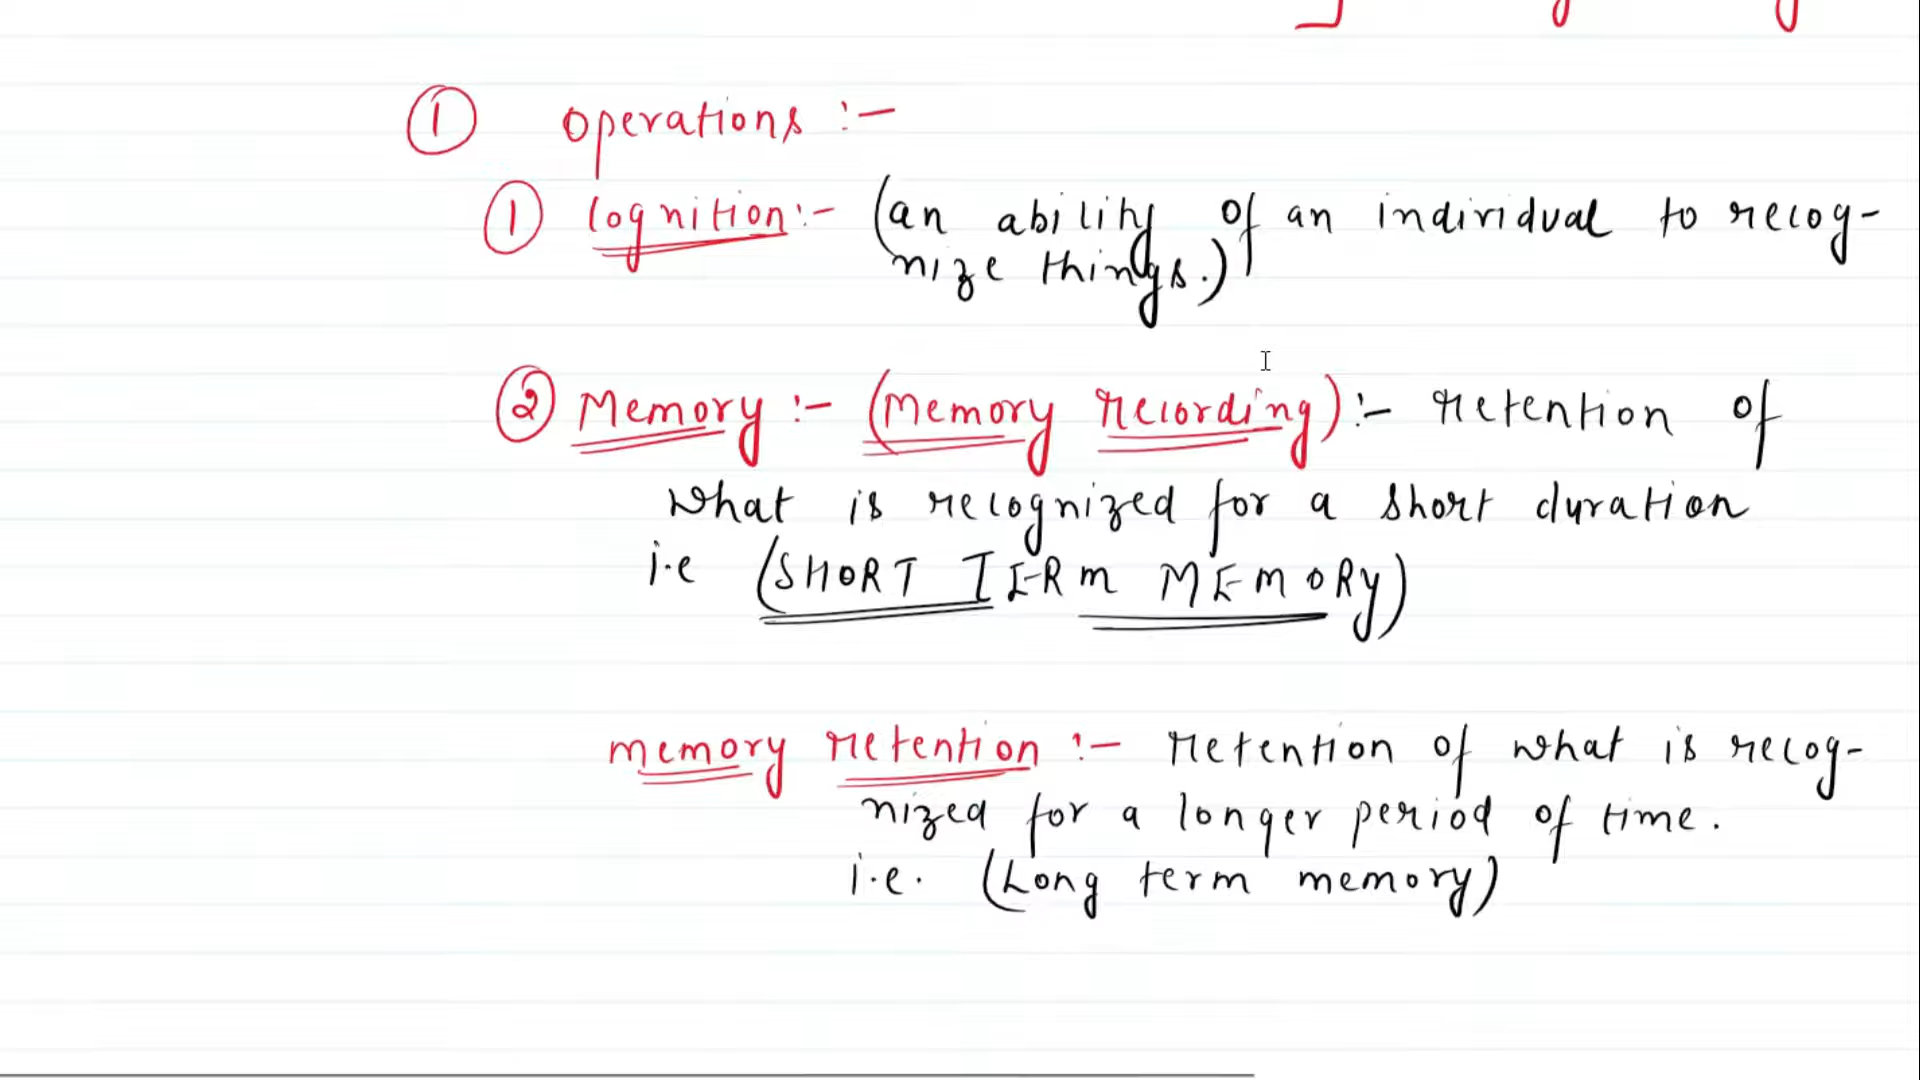 ① Operations :-
① Cognition :- (an ability of an individual to recog-
nize things.)
② Memory :- (Memory recording) :- retention of
what is recognized for a short duration
i.e (SHORT TERM MEMORY)
memory retention :- retention of what is recog-
nized for a longer period of time.
i.e. (Long term memory)